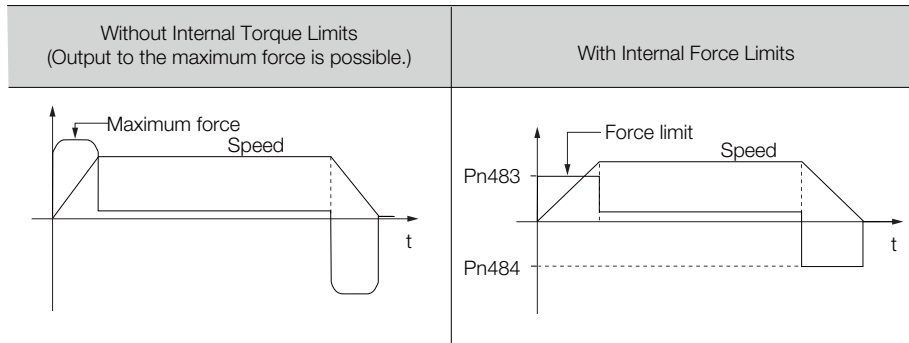 Without Internal Torque Limits
(Output to the maximum force is possible.)
With Internal Force Limits
Maximum force
Speed
t
Force limit
Speed
Pn483
t
Pn484